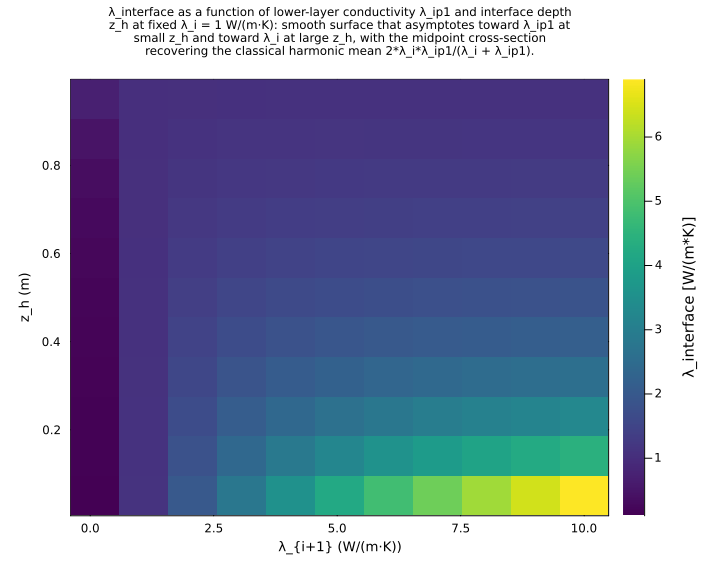 λ_interface as a function of lower-layer conductivity λ_ip1 and interface depth
z_h at fixed λ_i = 1 W/(m·K): smooth surface that asymptotes toward λ_ip1 at
small z_h and toward λ_i at large z_h, with the midpoint cross-section
recovering the classical harmonic mean 2*λ_i*λ_ip1/(λ_i + λ_ip1).
0.8
0.6
0.4
0.2
z_h (m)
0.0
2.5
5.0
7.5
10.0
λ_{i+1} (W/(m·K))
6
5
4
3
2
1
λ_interface [W/(m*K)]